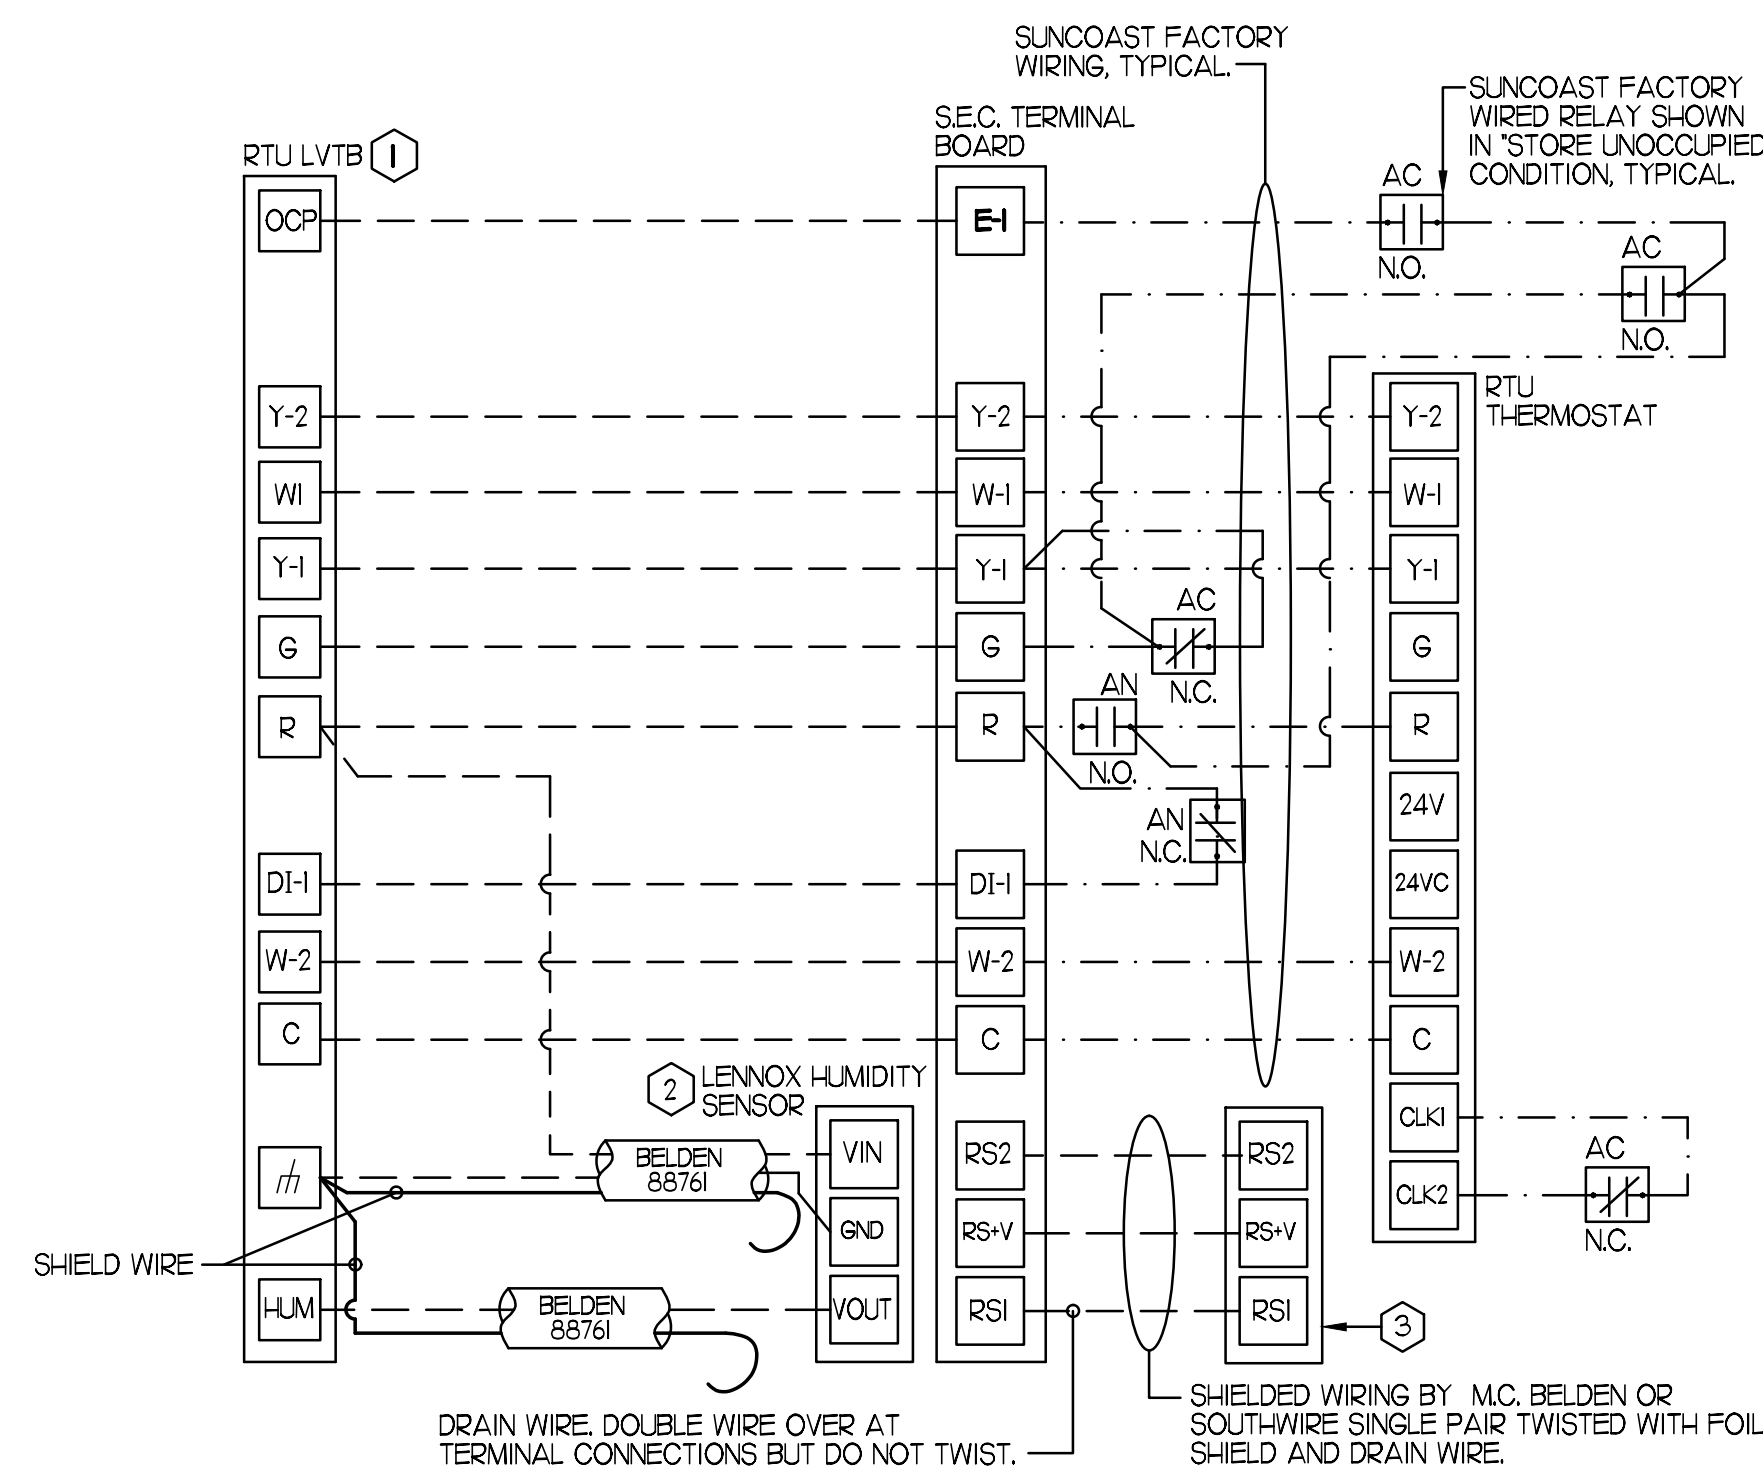 SUNCOAST FACTORY
WIRING, TYPICAL.
SUNCOAST FACTORY
WIRED RELAY SHOWN
IN "STORE UNOCCUPIED
CONDITION, TYPICAL.
S.E.C. TERMINAL
BOARD
RTU LVTB 1
AC
N.O.
AC
N.O.
OCP
E-1
RTU
THERMOSTAT
Y-2
Y-2
Y-2
W1
W-1
W-1
Y-1
Y-1
Y-1
AC
N.C.
G
G
G
AN
N.O.
R
R
R
AN
N.C.
24V
DI-1
DI-1
24VC
W-2
W-2
W-2
C
C
C
2 LENNOX HUMIDITY
SENSOR
CLK1
AC
BELDEN
88761
VIN
RS2
RS2
CLK2
N.C.
GND
RS+V
RS+V
SHIELD WIRE
HUM
BELDEN
88761
VOUT
RS1
RS1
3
DRAIN WIRE. DOUBLE WIRE OVER AT
TERMINAL CONNECTIONS BUT DO NOT TWIST.
SHIELDED WIRING BY M.C. BELDEN OR
SOUTHWIRE SINGLE PAIR TWISTED WITH FOIL
SHIELD AND DRAIN WIRE.